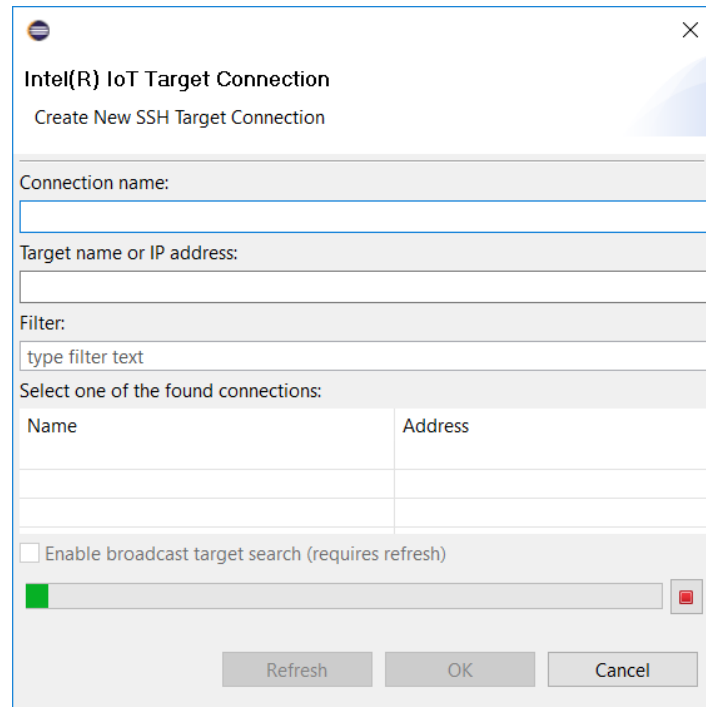 Intel(R) IoT Target Connection
Create New SSH Target Connection
Connection name:
Target name or IP address:
Filter:
type filter text
Select one of the found connections:
Name Address
Enable broadcast target search (requires refresh)
Refresh OK Cancel